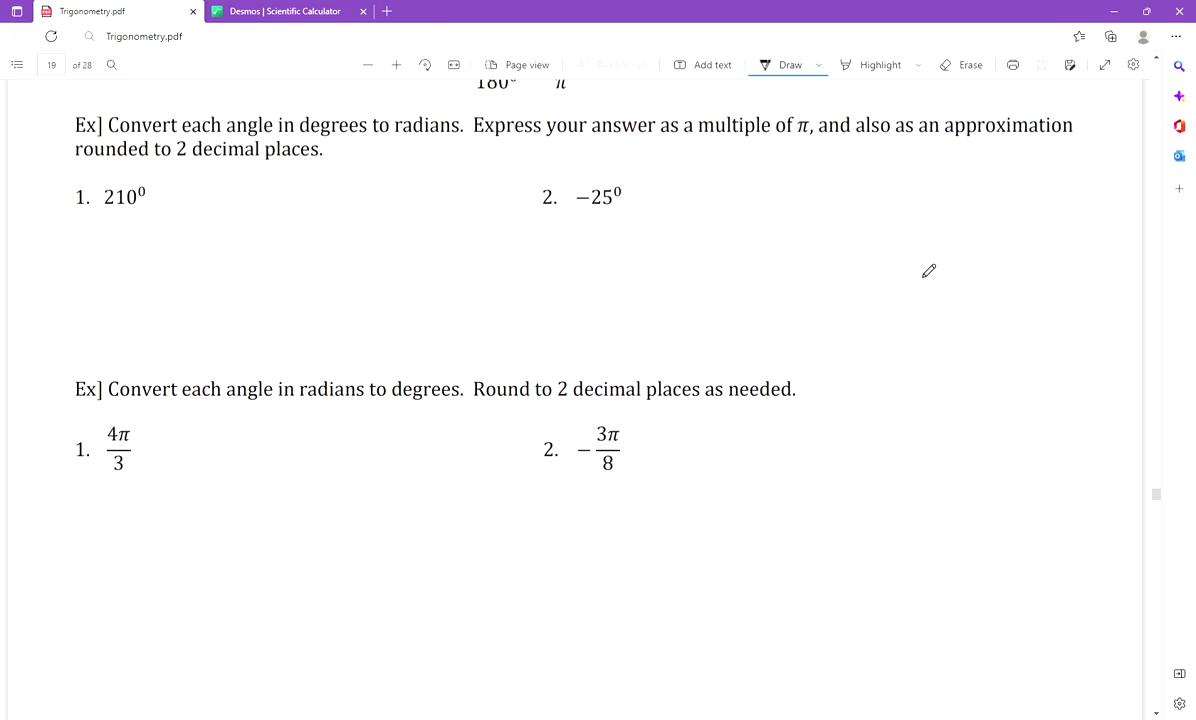 Trigonometry.pdf
Desmos | Scientific Calculator
Trigonometry.pdf
19 of 28
Page view
Add text
Draw
Highlight
Erase
180⁰ π
Ex] Convert each angle in degrees to radians. Express your answer as a multiple of π, and also as an approximation
rounded to 2 decimal places.
1. 210⁰
2. −25⁰
Ex] Convert each angle in radians to degrees. Round to 2 decimal places as needed.
1. 4π/3
2. −3π/8